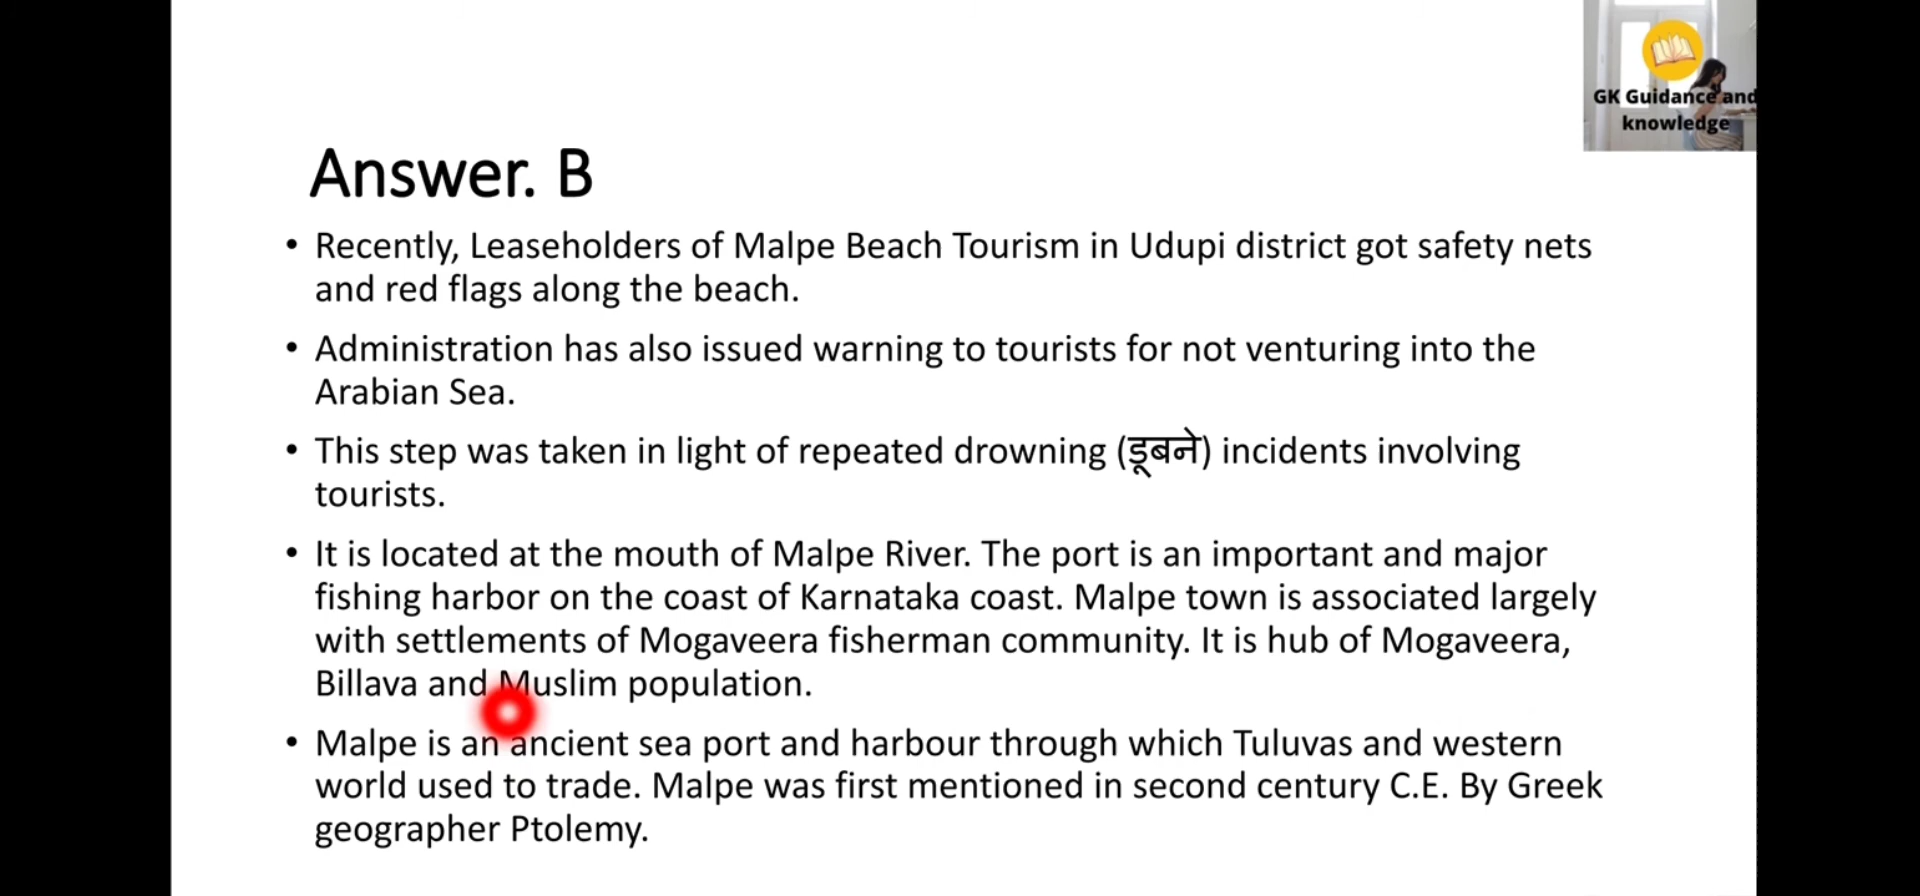 GK Guidance and
knowledge
Answer. B
• Recently, Leaseholders of Malpe Beach Tourism in Udupi district got safety nets
and red flags along the beach.
• Administration has also issued warning to tourists for not venturing into the
Arabian Sea.
• This step was taken in light of repeated drowning (डूबने) incidents involving
tourists.
• It is located at the mouth of Malpe River. The port is an important and major
fishing harbor on the coast of Karnataka coast. Malpe town is associated largely
with settlements of Mogaveera fisherman community. It is hub of Mogaveera,
Billava and Muslim population.
• Malpe is an ancient sea port and harbour through which Tuluvas and western
world used to trade. Malpe was first mentioned in second century C.E. By Greek
geographer Ptolemy.